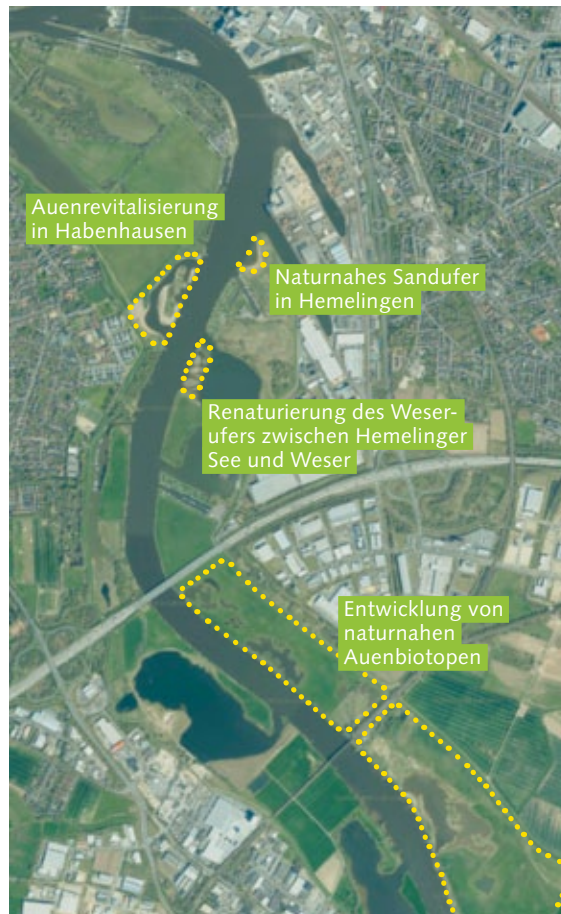 Auenrevitalisierung
in Habenhausen
Naturnahes Sandufer
in Hemelingen
Renaturierung des Weser-
ufers zwischen Hemelinger
See und Weser
Entwicklung von
naturnahen
Auenbiotopen